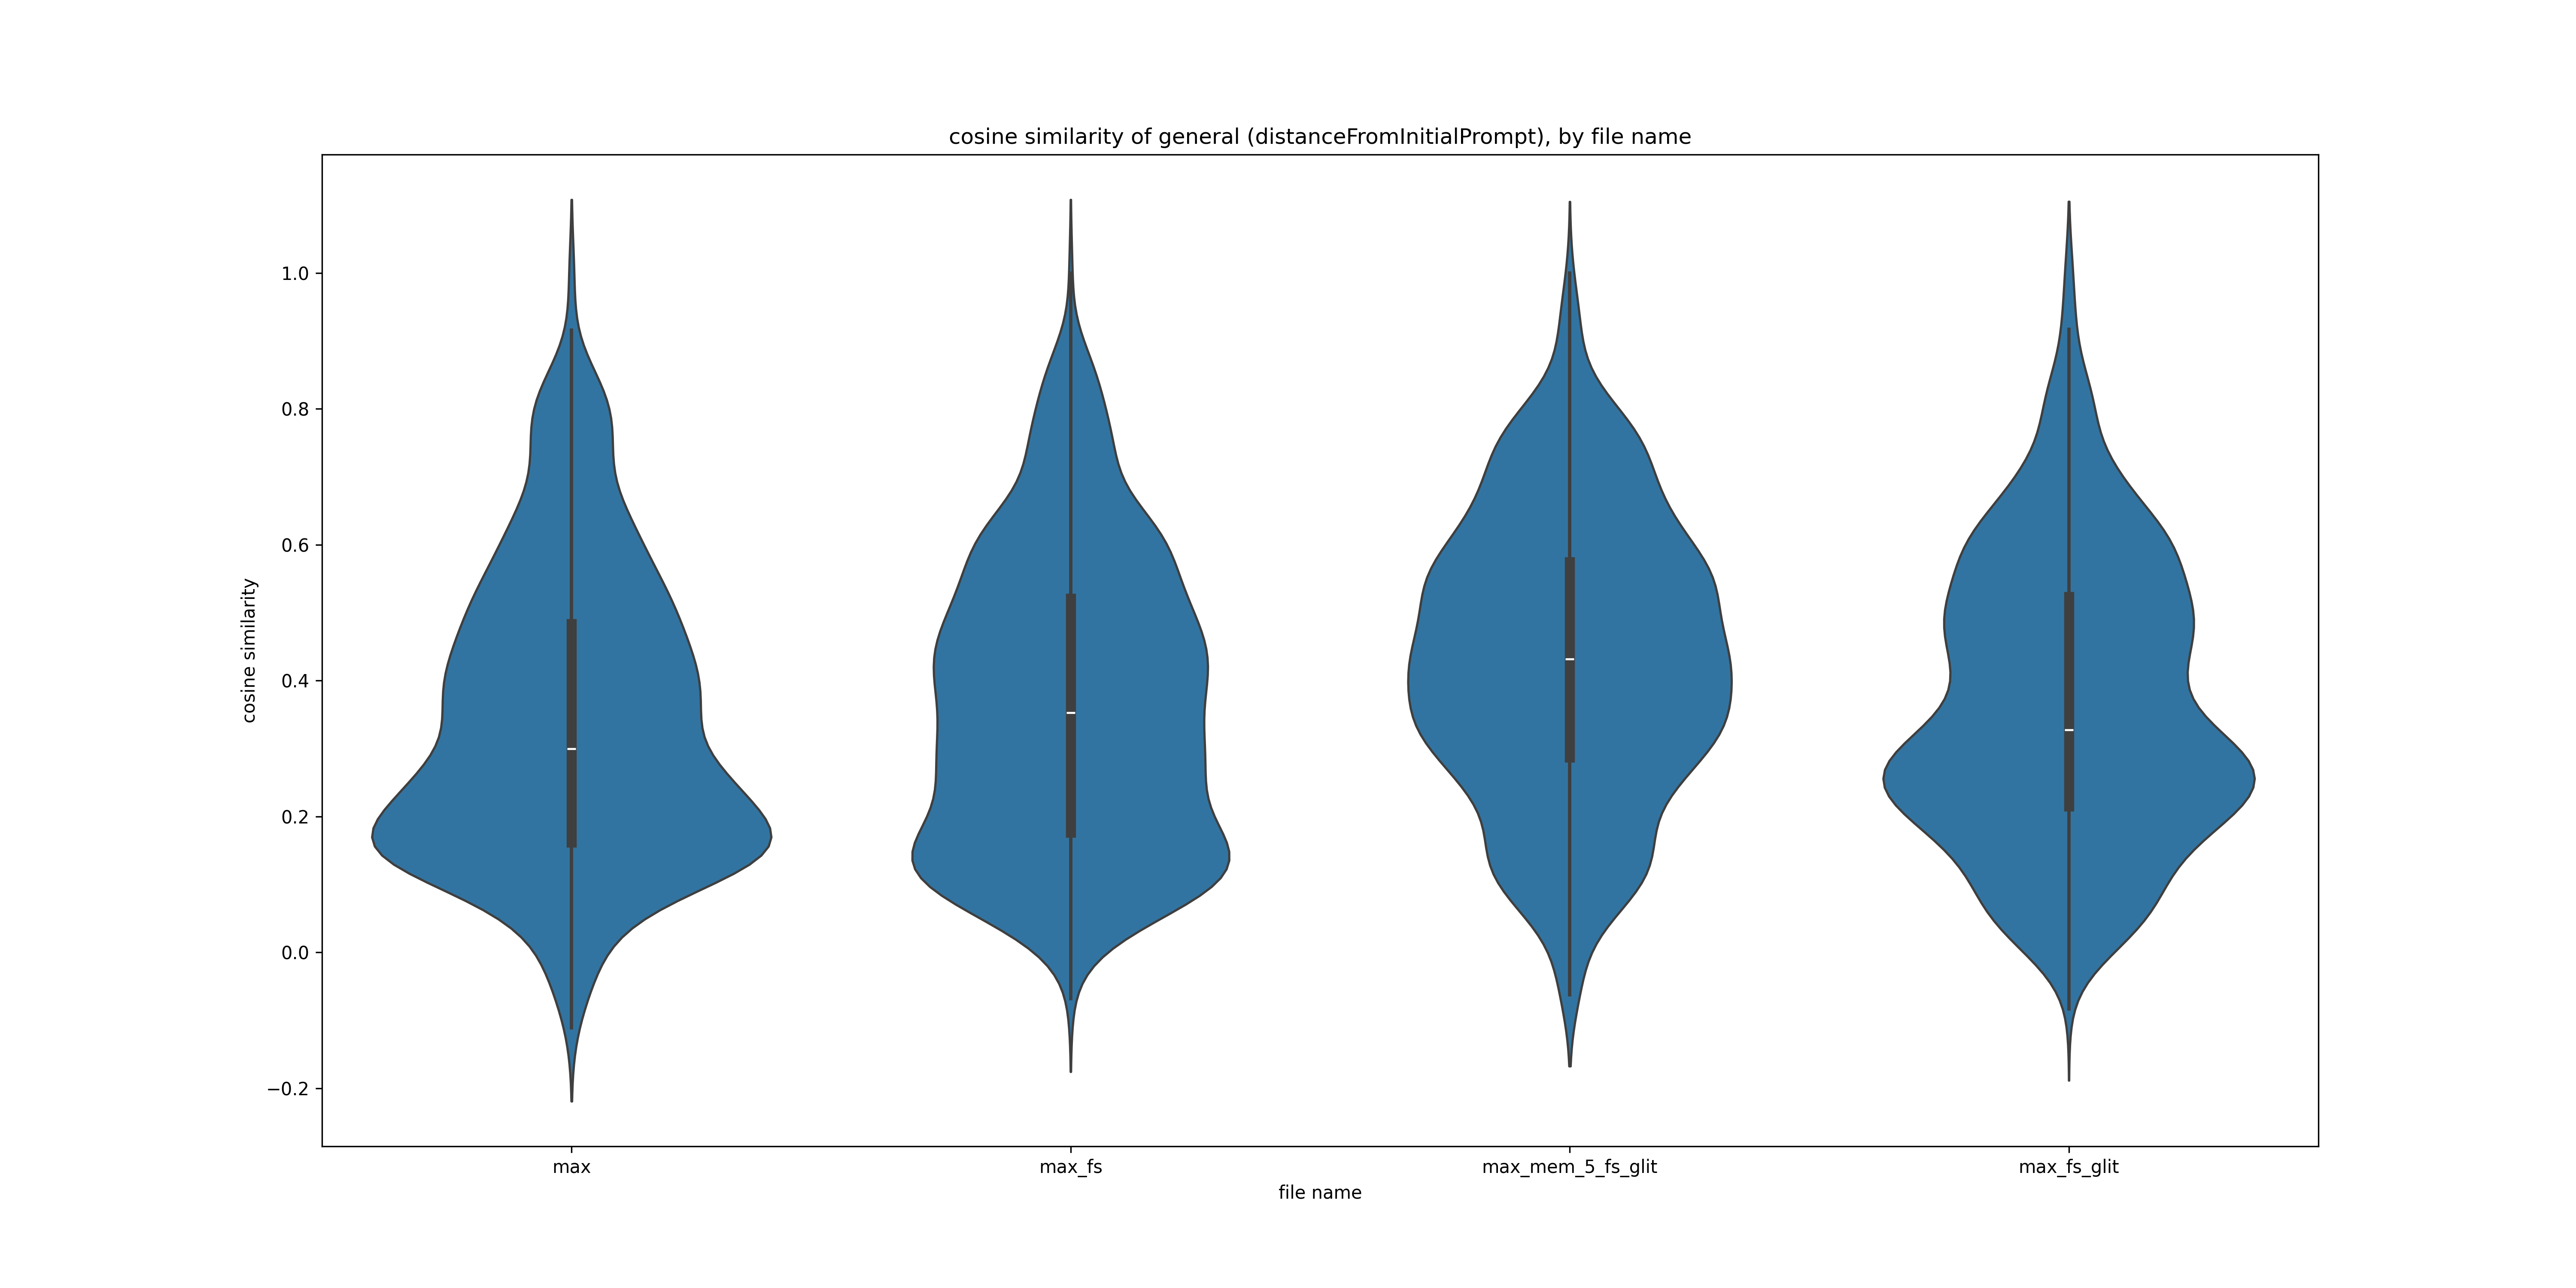 cosine similarity of general (distanceFromInitialPrompt), by file name
1.0
0.8
0.6
0.4
0.2
0.0
−0.2
cosine similarity
max
max_fs
max_mem_5_fs_glit
max_fs_glit
file name